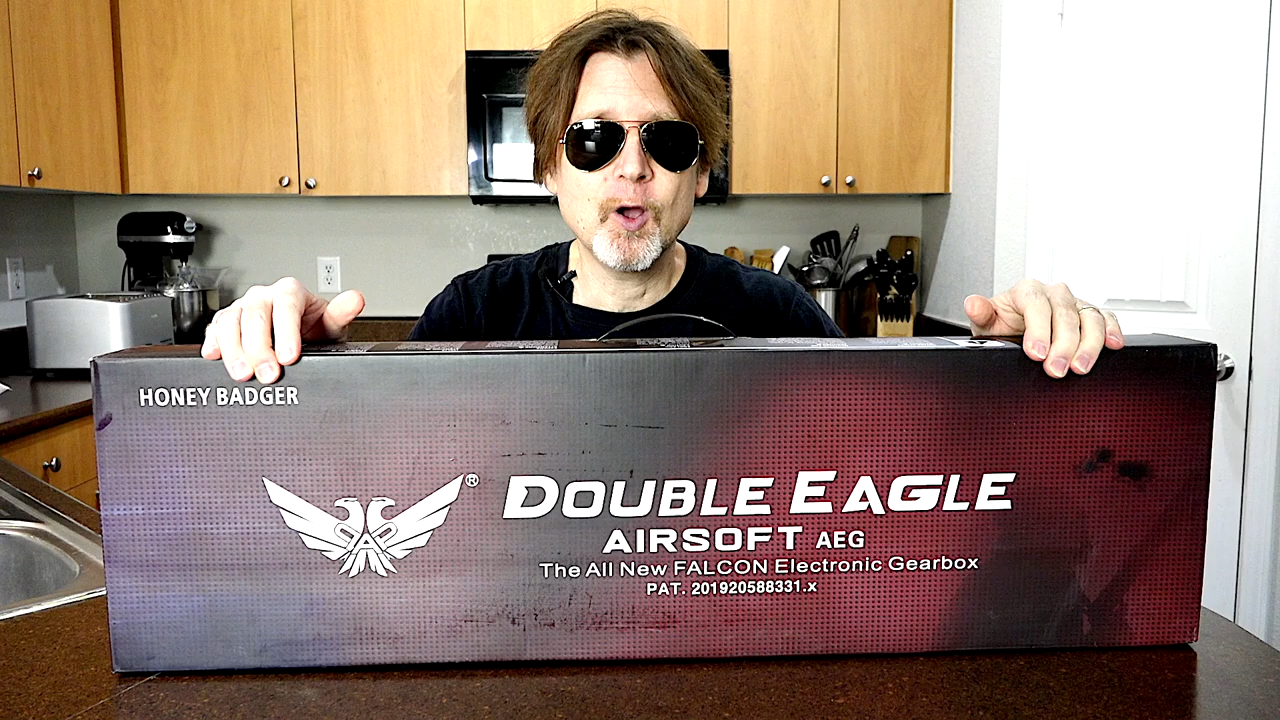 HONEY BADGER
®
DOUBLE EAGLE
AIRSOFT AEG
The All New FALCON Electronic Gearbox
PAT. 201920588331.x